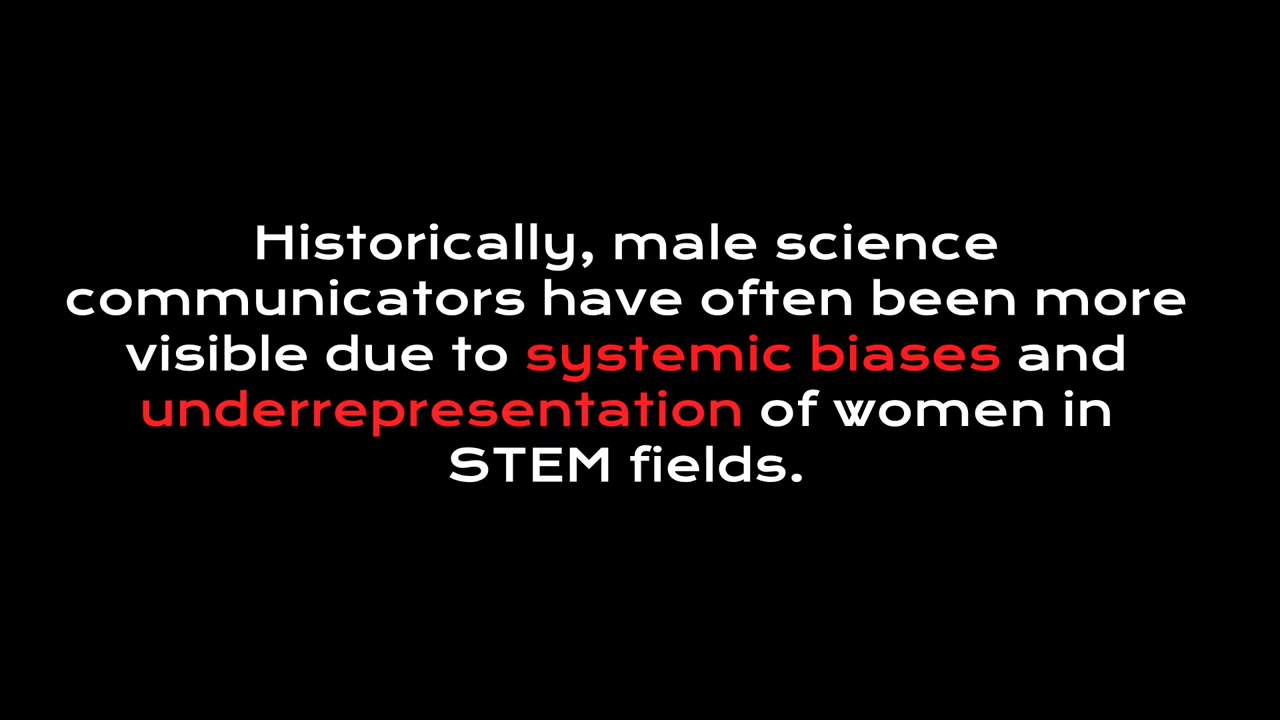 Historically, male science
communicators have often been more
visible due to systemic biases and
underrepresentation of women in
STEM fields.